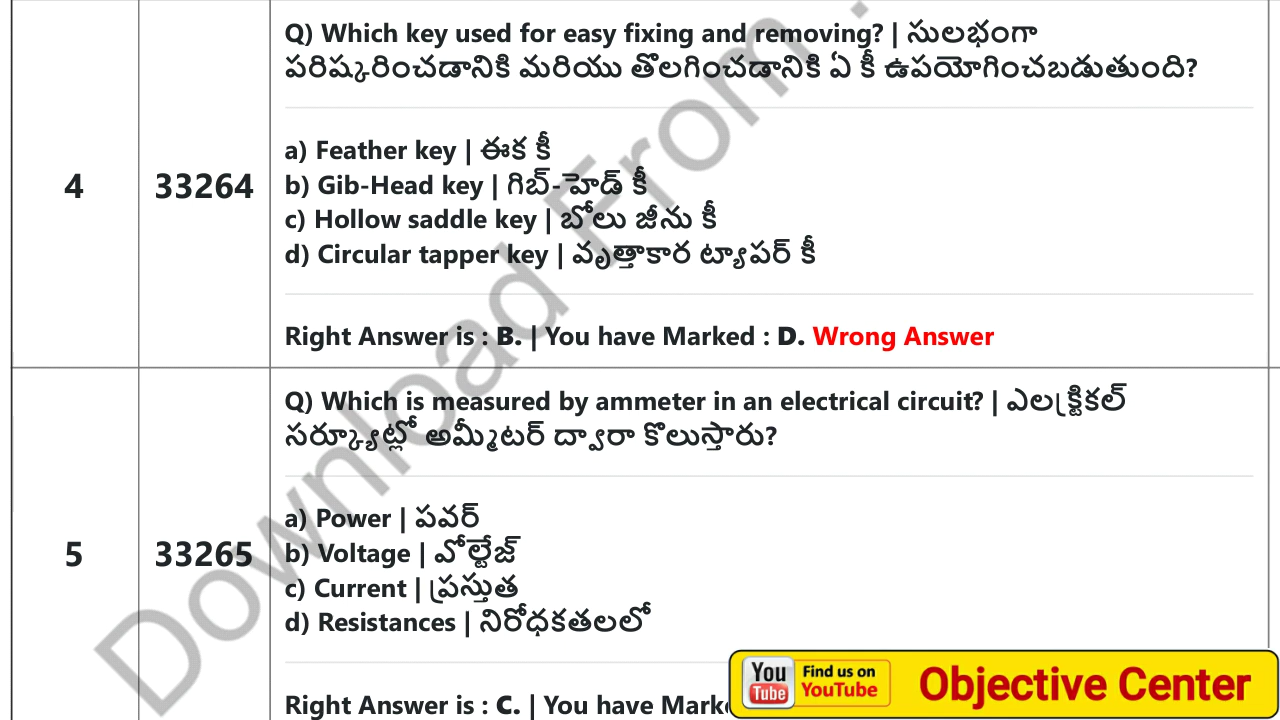 Q) Which key used for easy fixing and removing? | సులభంగా
పరిష్కరించడానికి మరియు తొలగించడానికి ఏ కీ ఉపయోగించబడుతుంది?
a) Feather key | ఈక కీ
b) Gib-Head key | గిబ్-హెడ్ కీ
4
33264
c) Hollow saddle key | బోలు జీను కీ
d) Circular tapper key | వృత్తాకార ట్యాపర్ కీ
Right Answer is : B. | You have Marked : D. Wrong Answer
Q) Which is measured by ammeter in an electrical circuit? | ఎలక్ట్రికల్
సర్క్యూట్లో అమ్మీటర్ ద్వారా కొలుస్తారు?
a) Power | పవర్
b) Voltage | వోల్టేజ్
5
33265
c) Current | ప్రస్తుత
d) Resistances | నిరోధకతలలో
Right Answer is : C. | You have
Download From :
You Tube
Find us on
YouTube
Objective Center